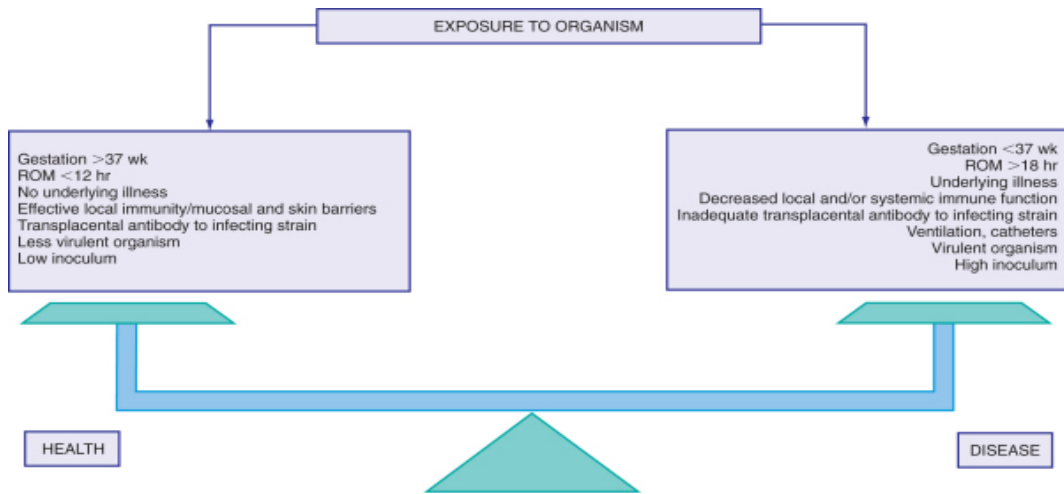 EXPOSURE TO ORGANISM
Gestation >37 wk
ROM <12 hr
No underlying illness
Effective local immunity/mucosal and skin barriers
Transplacental antibody to infecting strain
Less virulent organism
Low inoculum
Gestation <37 wk
ROM >18 hr
Underlying illness
Decreased local and/or systemic immune function
Inadequate transplacental antibody to infecting strain
Ventilation, catheters
Virulent organism
High inoculum
HEALTH
DISEASE